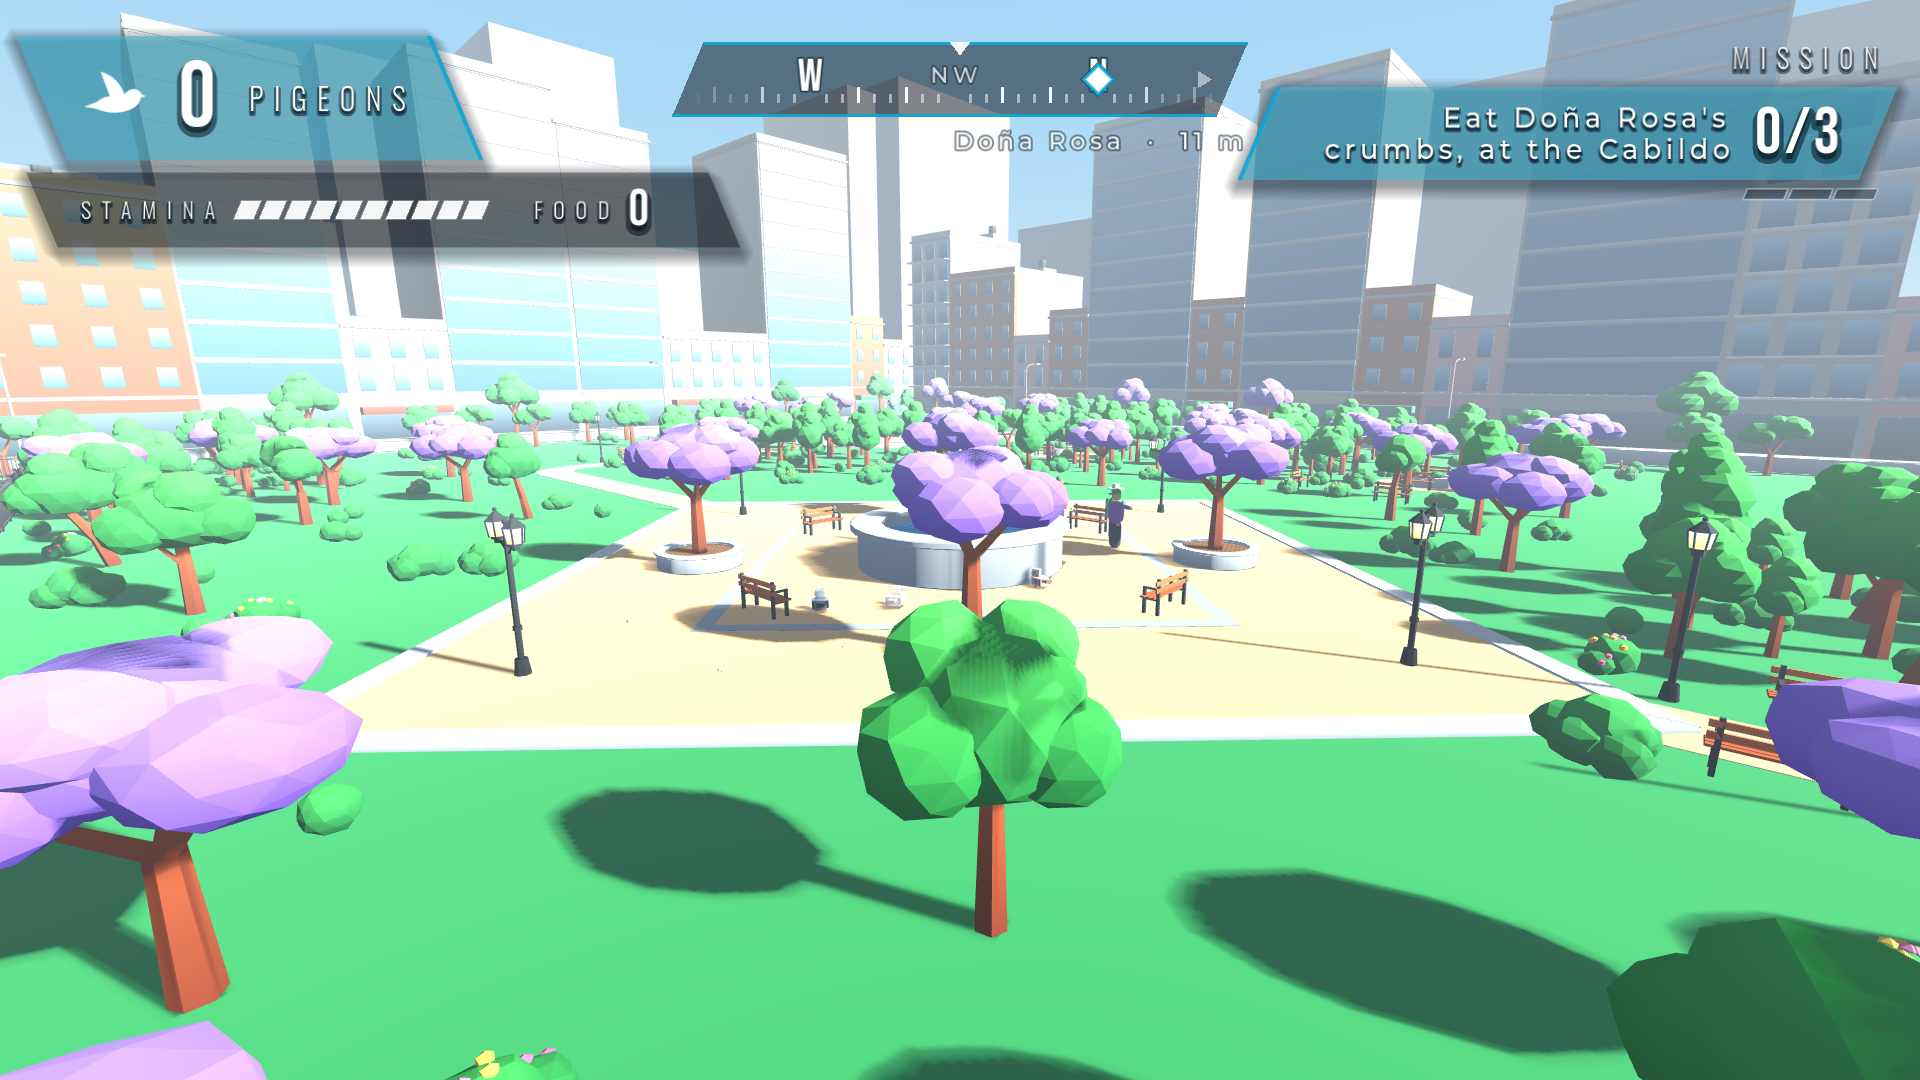 0 PIGEONS
STAMINA FOOD 0
W NW N
Doña Rosa · 11 m
MISSION
Eat Doña Rosa's
crumbs, at the Cabildo
0/3